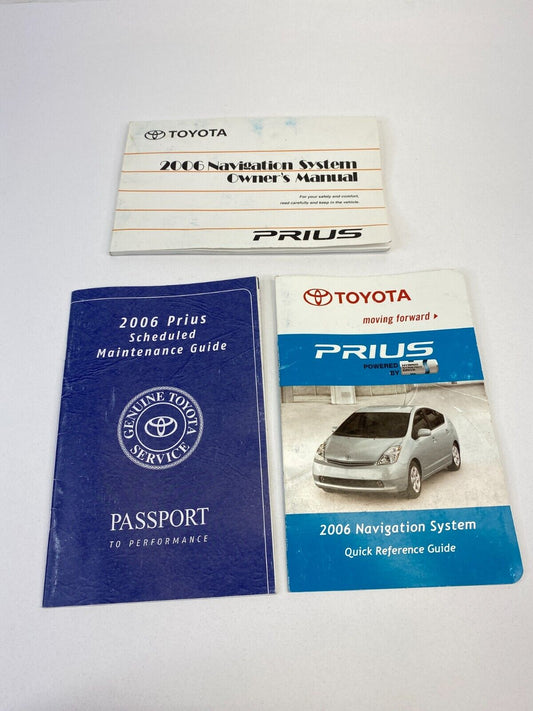 TOYOTA
2006 Navigation System
Owner's Manual
For your safety and comfort,
read carefully and keep in the vehicle.
PRIUS
2006 Prius
Scheduled
Maintenance Guide
GENUINE TOYOTA
SERVICE
PASSPORT
TO PERFORMANCE
TOYOTA
moving forward
PRIUS
POWERED
BY:
2006 Navigation System
Quick Reference Guide